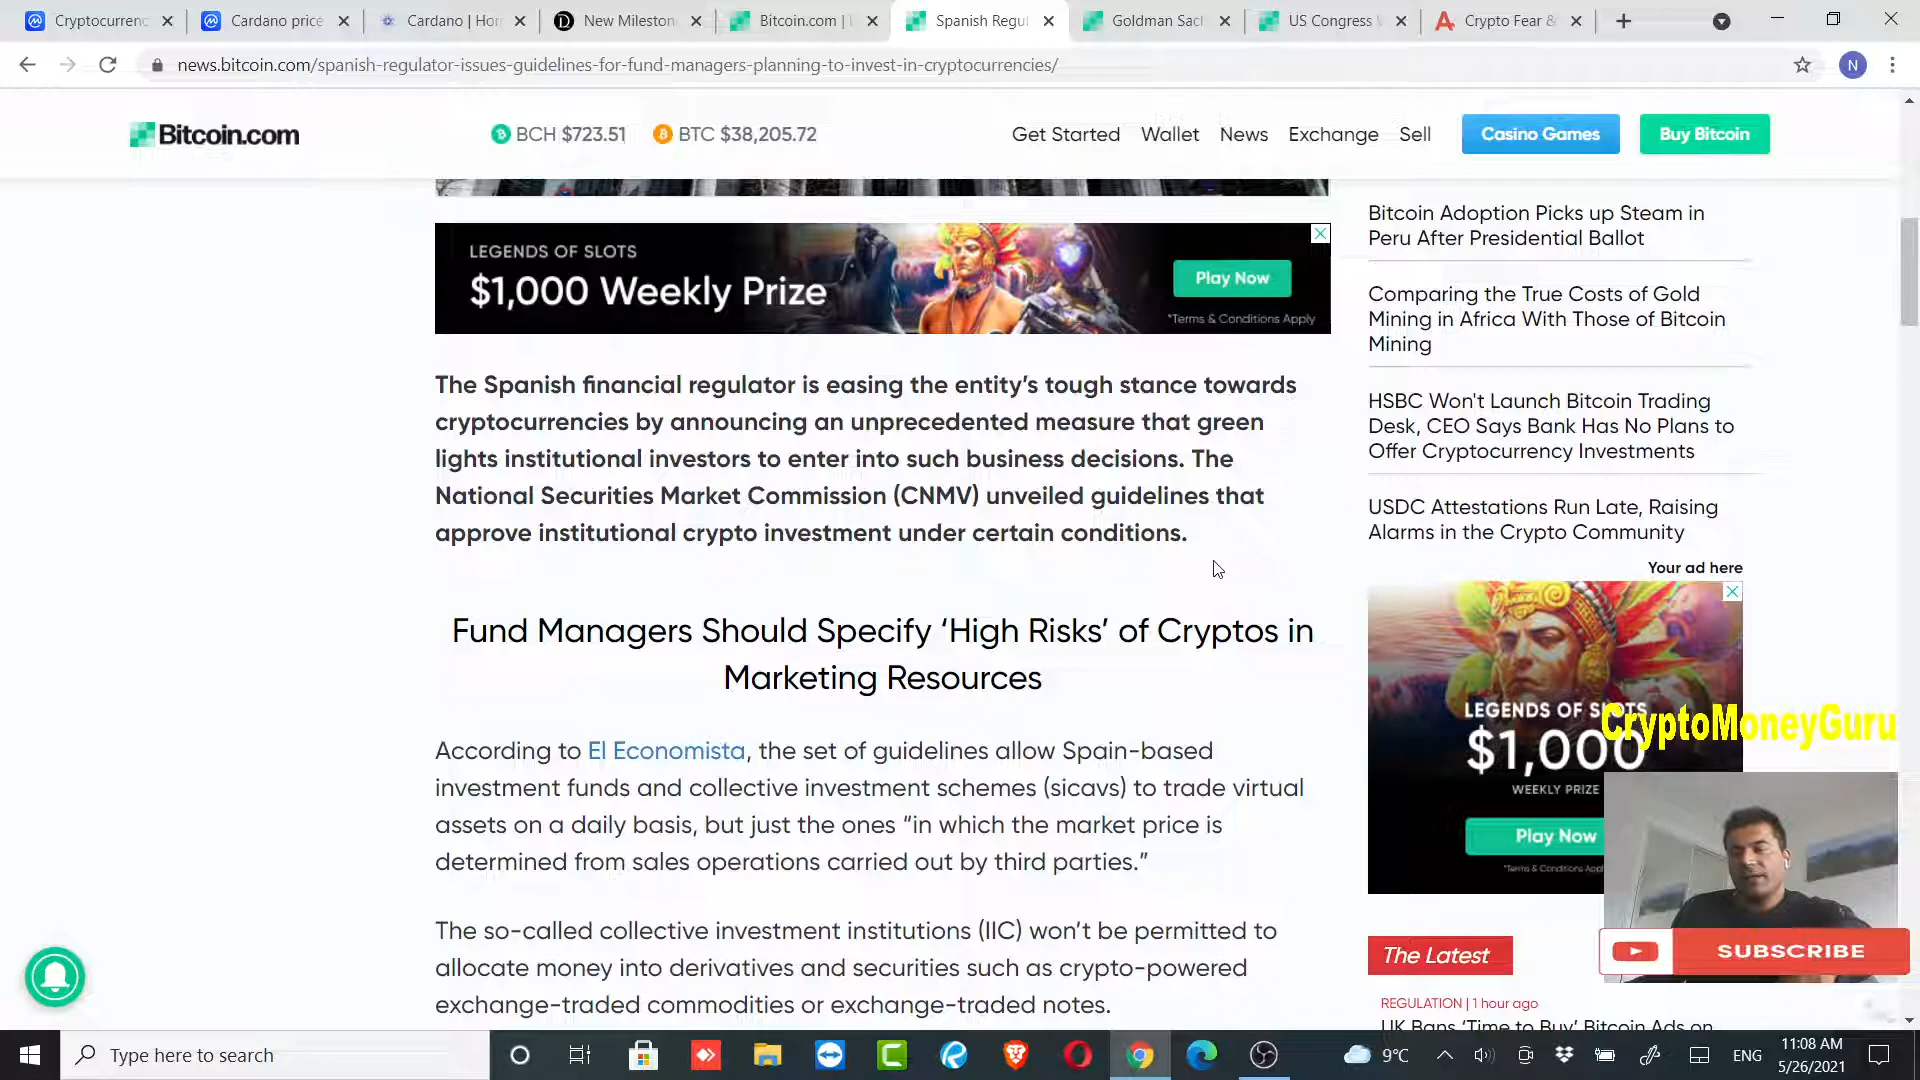 Cryptocurrenc
Cardano price
Cardano | Hon
New Mileston
Bitcoin.com |
Spanish Regul
Goldman Sach
US Congress
Crypto Fear &
news.bitcoin.com/spanish-regulator-issues-guidelines-for-fund-managers-planning-to-invest-in-cryptocurrencies/
N
Bitcoin.com
BCH $723.51
BTC $38,205.72
Get Started
Wallet
News
Exchange
Sell
Casino Games
Buy Bitcoin
LEGENDS OF SLOTS
$1,000 Weekly Prize
Play Now
*Terms & Conditions Apply
The Spanish financial regulator is easing the entity's tough stance towards
cryptocurrencies by announcing an unprecedented measure that green
lights institutional investors to enter into such business decisions. The
National Securities Market Commission (CNMV) unveiled guidelines that
approve institutional crypto investment under certain conditions.
Fund Managers Should Specify ‘High Risks’ of Cryptos in
Marketing Resources
According to El Economista, the set of guidelines allow Spain-based
investment funds and collective investment schemes (sicavs) to trade virtual
assets on a daily basis, but just the ones “in which the market price is
determined from sales operations carried out by third parties.”
The so-called collective investment institutions (IIC) won't be permitted to
allocate money into derivatives and securities such as crypto-powered
exchange-traded commodities or exchange-traded notes.
Bitcoin Adoption Picks up Steam in
Peru After Presidential Ballot
Comparing the True Costs of Gold
Mining in Africa With Those of Bitcoin
Mining
HSBC Won't Launch Bitcoin Trading
Desk, CEO Says Bank Has No Plans to
Offer Cryptocurrency Investments
USDC Attestations Run Late, Raising
Alarms in the Crypto Community
Your ad here
LEGENDS OF SLOTS
$1,000
WEEKLY PRIZE
Play Now
*Terms & Conditions Apply
CryptoMoneyGuru
SUBSCRIBE
The Latest
REGULATION | 1 hour ago
UK Bans ‘Time to Buy’ Bitcoin Ads on
Type here to search
9°C
ENG
11:08 AM
5/26/2021